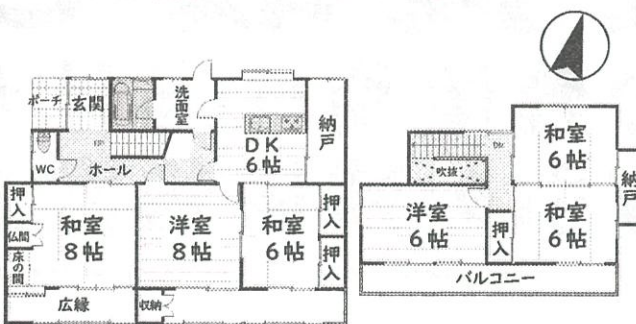 ポーチ
玄関
洗面室
DK
6帖
納戸
WC
ホール
押入
仏間
床の間
和室
8帖
洋室
8帖
和室
6帖
押入
押入
広縁
収納
和室
6帖
吹抜
納戸
洋室
6帖
押入
和室
6帖
バルコニー